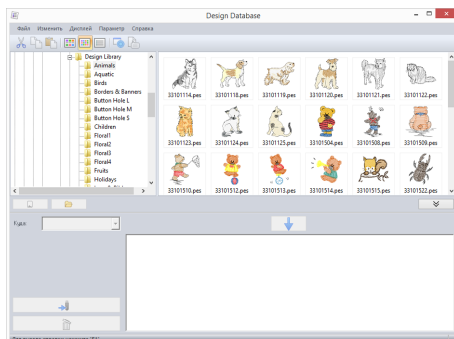 Design Database
Файл Изменить Дисплей Параметр Справка
Design Library
Animals
Aquatic
Birds
Borders & Banners
Button Hole L
Button Hole M
Button Hole S
Children
Floral1
Floral2
Floral3
Floral4
Fruits
Holidays
33101114.pes 33101118.pes 33101119.pes 33101120.pes 33101121.pes 33101122.pes
33101123.pes 33101124.pes 33101125.pes 33101504.pes 33101508.pes 33101509.pes
33101510.pes 33101512.pes 33101513.pes 33101514.pes 33101515.pes 33101522.pes
Куда: